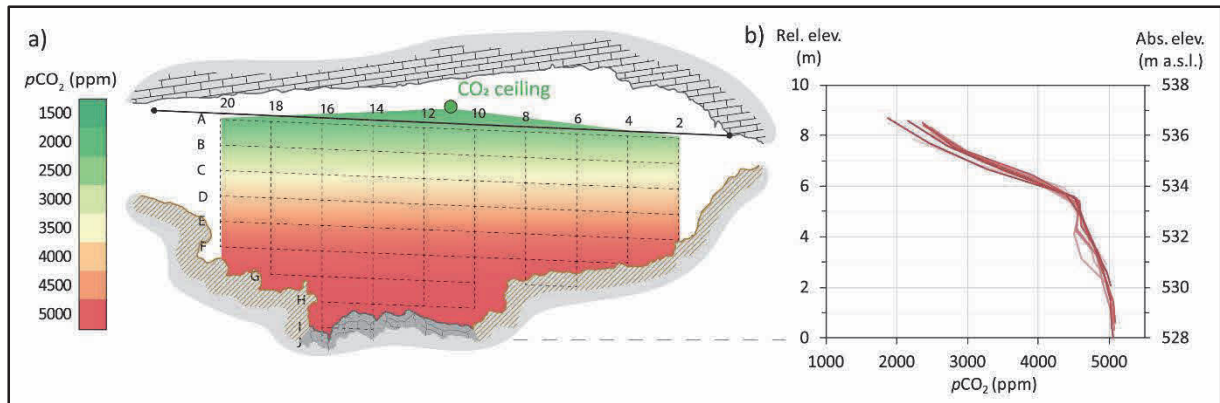 a)
pCO₂ (ppm)
1500
2000
2500
3000
3500
4000
4500
5000
CO₂ ceiling
20 18 16 14 12 10 8 6 4 2
A
B
C
D
E
F
G
H
I
J
b)
Rel. elev.
(m)
Abs. elev.
(m a.s.l.)
10 538
8 536
6 534
4 532
2 530
0 528
1000 2000 3000 4000 5000
pCO₂ (ppm)